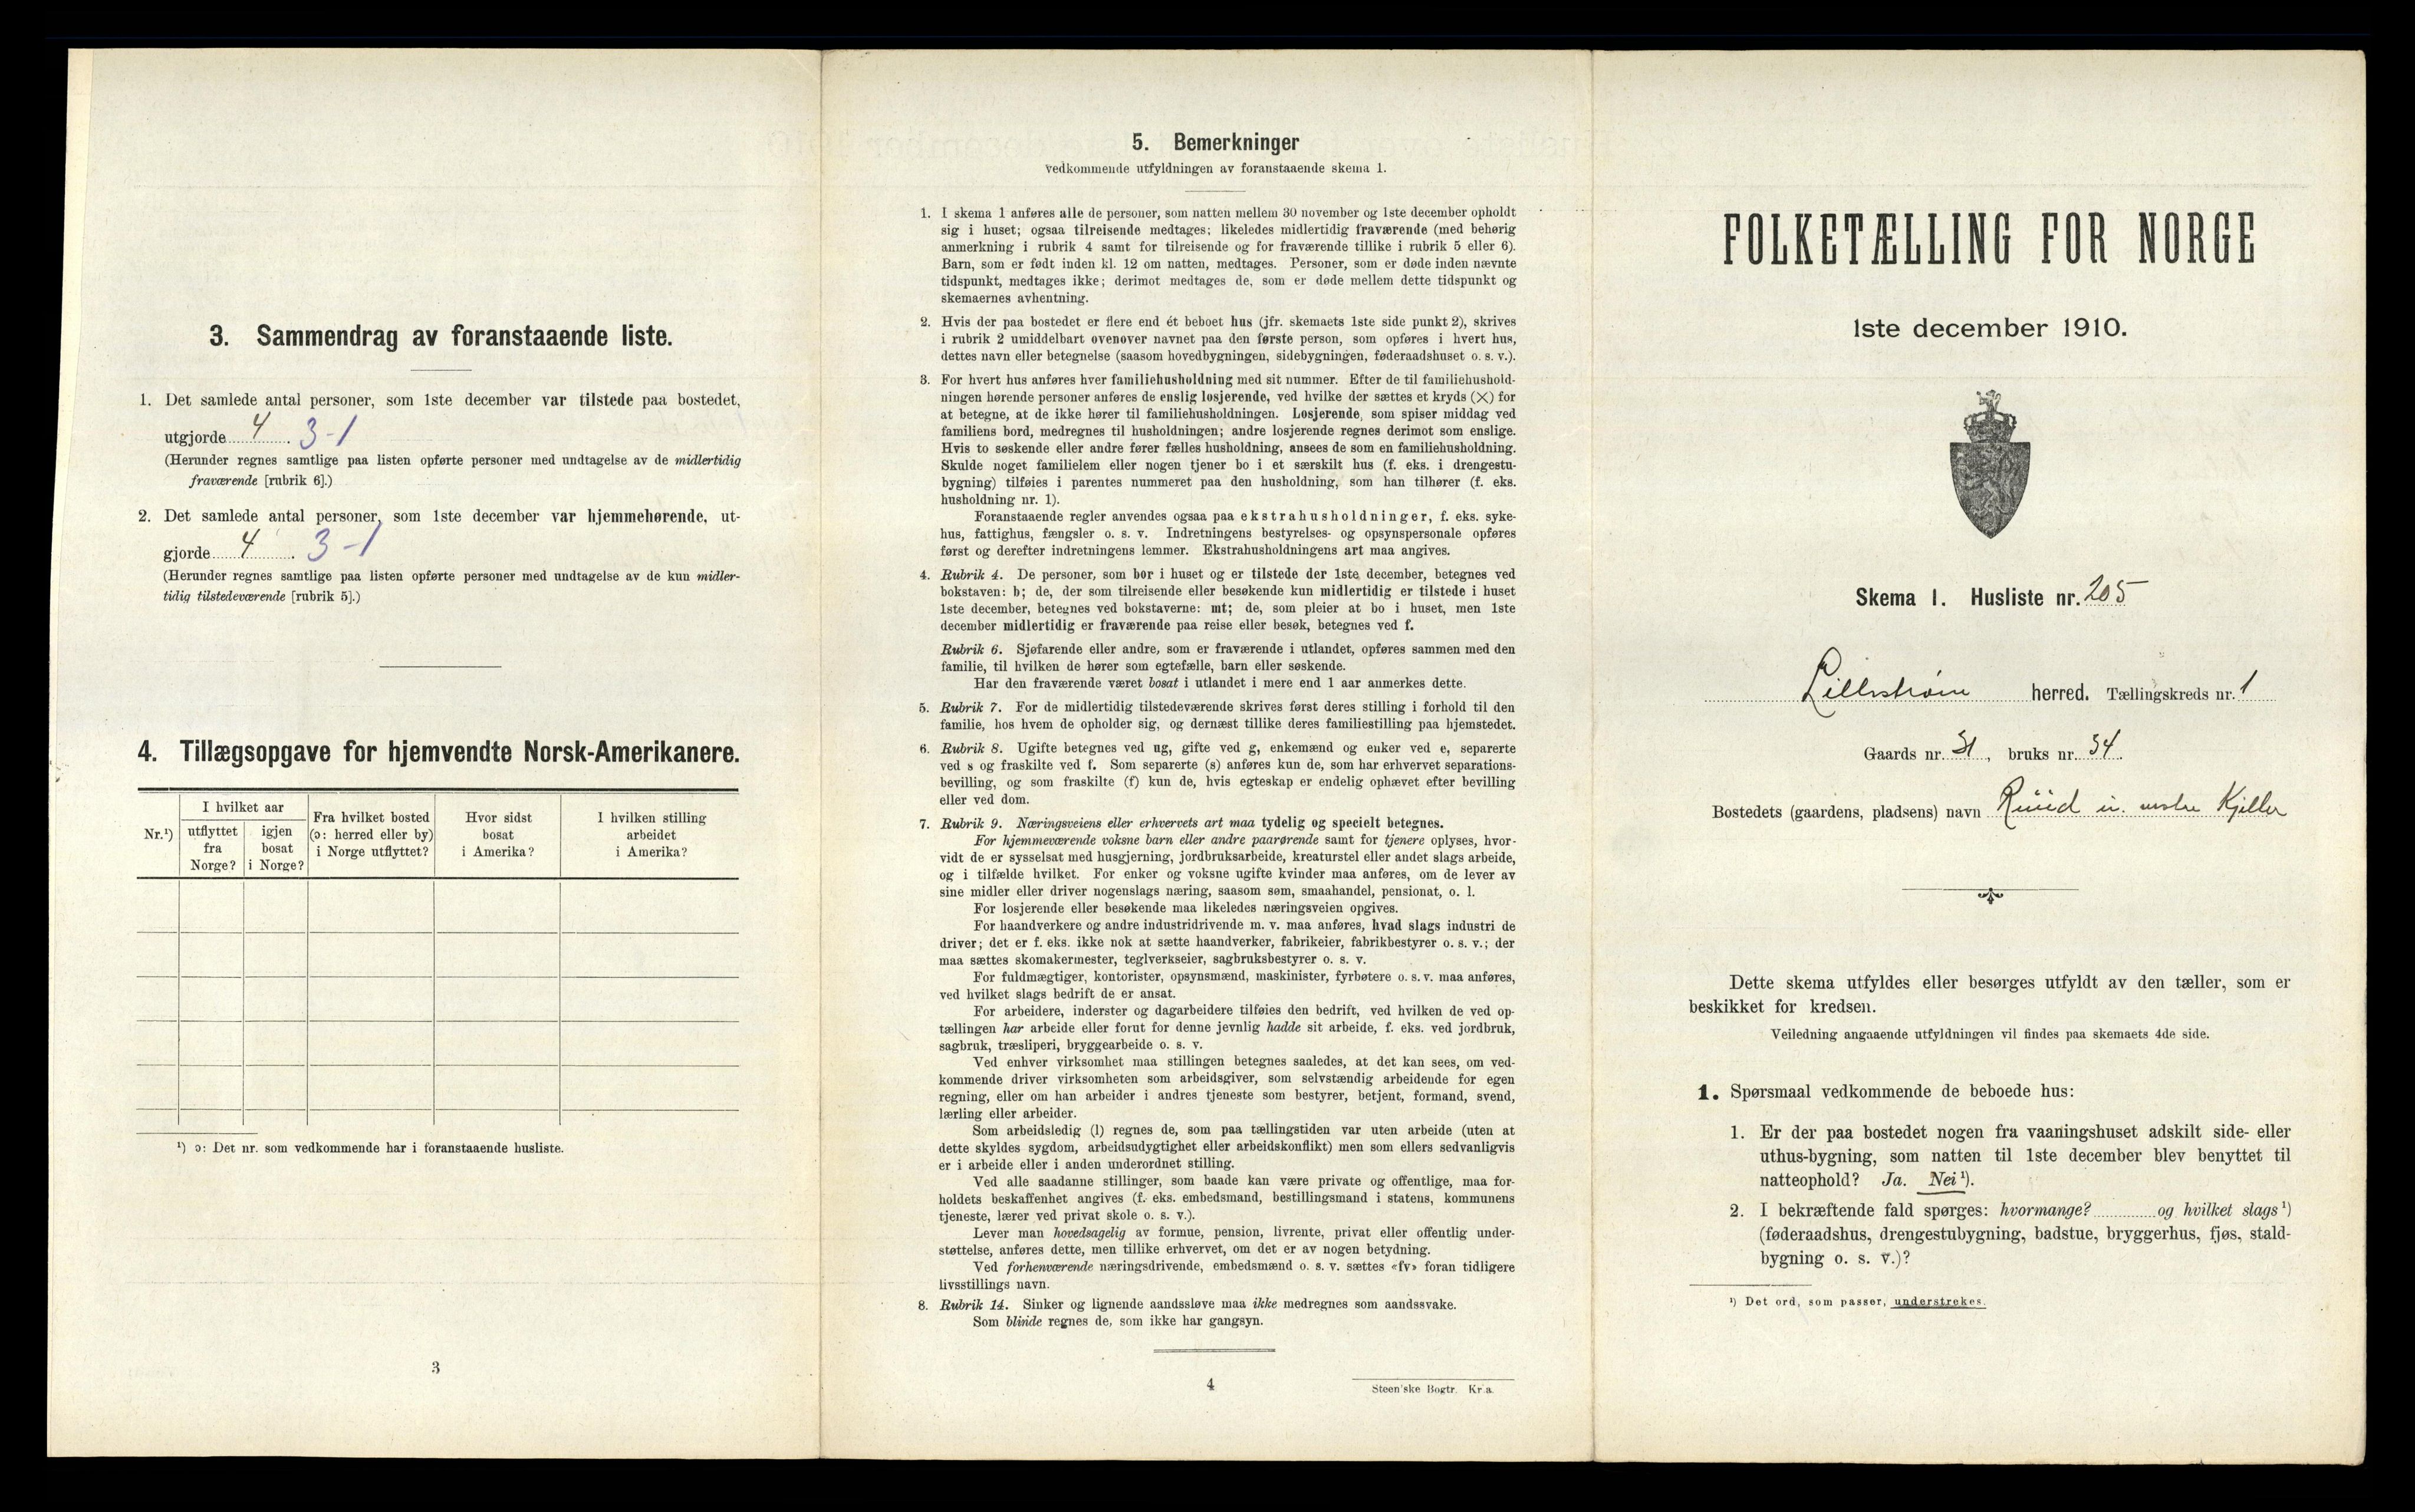 3. Sammendrag av foranstaaende liste.
1. Det samlede antal personer, som 1ste december var tilstede paa bostedet,
utgjorde 4. 3-1
(Herunder regnes samtlige paa listen opførte personer med undtagelse av de midlertidig
fraværende [rubrik 6].)
2. Det samlede antal personer, som 1ste december var hjemmehørende, ut-
gjorde 4. 3-1
(Herunder regnes samtlige paa listen opførte personer med undtagelse av de kun midler-
tidig tilstedeværende [rubrik 5].)
4. Tillægsopgave for hjemvendte Norsk-Amerikanere.
Nr.¹)
I hvilket aar
utflyttet
fra
Norge?
igjen
bosat
i Norge?
Fra hvilket bosted
(ɔ: herred eller by)
i Norge utflyttet?
Hvor sidst
bosat
i Amerika?
I hvilken stilling
arbeidet
i Amerika?
¹) ɔ: Det nr. som vedkommende har i foranstaaende husliste.
3
5. Bemerkninger
vedkommende utfyldningen av foranstaaende skema 1.
1. I skema 1 anføres alle de personer, som natten mellem 30 november og 1ste december opholdt
sig i huset; ogsaa tilreisende medtages; likeledes midlertidig fraværende (med behørig
anmerkning i rubrik 4 samt for tilreisende og for fraværende tillike i rubrik 5 eller 6).
Barn, som er født inden kl. 12 om natten, medtages. Personer, som er døde inden nævnte
tidspunkt, medtages ikke; derimot medtages de, som er døde mellem dette tidspunkt og
skemaernes avhentning.
2. Hvis der paa bostedet er flere end ét beboet hus (jfr. skemaets 1ste side punkt 2), skrives
i rubrik 2 umiddelbart ovenover navnet paa den første person, som opføres i hvert hus,
dettes navn eller betegnelse (saasom hovedbygningen, sidebygningen, føderaadshuset o. s. v.).
3. For hvert hus anføres hver familiehusholdning med sit nummer. Efter de til familiehushold-
ningen hørende personer anføres de enslig losjerende, ved hvilke der sættes et kryds (×) for
at betegne, at de ikke hører til familiehusholdningen. Losjerende, som spiser middag ved
familiens bord, medregnes til husholdningen; andre losjerende regnes derimot som enslige.
Hvis to søskende eller andre fører fælles husholdning, ansees de som en familiehusholdning.
Skulde noget familielem eller nogen tjener bo i et særskilt hus (f. eks. i drengestu-
bygning) tilføies i parentes nummeret paa den husholdning, som han tilhører (f. eks.
husholdning nr. 1).
Foranstaaende regler anvendes ogsaa paa ekstrahusholdninger, f. eks. syke-
hus, fattighus, fængsler o. s. v. Indretningens bestyrelses- og opsynspersonale opføres
først og derefter indretningens lemmer. Ekstrahusholdningens art maa angives.
4. Rubrik 4. De personer, som bor i huset og er tilstede der 1ste december, betegnes ved
bokstaven: b; de, der som tilreisende eller besøkende kun midlertidig er tilstede i huset
1ste december, betegnes ved bokstaverne: mt; de, som pleier at bo i huset, men 1ste
december midlertidig er fraværende paa reise eller besøk, betegnes ved f.
Rubrik 6. Sjøfarende eller andre, som er fraværende i utlandet, opføres sammen med den
familie, til hvilken de hører som egtefælle, barn eller søskende.
Har den fraværende været bosat i utlandet i mere end 1 aar anmerkes dette.
5. Rubrik 7. For de midlertidig tilstedeværende skrives først deres stilling i forhold til den
familie, hos hvem de opholder sig, og dernæst tillike deres familiestilling paa hjemstedet.
6. Rubrik 8. Ugifte betegnes ved ug, gifte ved g, enkemænd og enker ved e, separerte
ved s og fraskilte ved f. Som separerte (s) anføres kun de, som har erhvervet separations-
bevilling, og som fraskilte (f) kun de, hvis egteskap er endelig ophævet efter bevilling
eller ved dom.
7. Rubrik 9. Næringsveiens eller erhvervets art maa tydelig og specielt betegnes.
For hjemmeværende voksne barn eller andre paarørende samt for tjenere oplyses, hvor-
vidt de er sysselsat med husgjerning, jordbruksarbeide, kreaturstel eller andet slags arbeide,
og i tilfælde hvilket. For enker og voksne ugifte kvinder maa anføres, om de lever av
sine midler eller driver nogenslags næring, saasom søm, smaahandel, pensionat, o. l.
For losjerende eller besøkende maa likeledes næringsveien opgives.
For haandverkere og andre industridrivende m. v. maa anføres, hvad slags industri de
driver; det er f. eks. ikke nok at sætte haandverker, fabrikeier, fabrikbestyrer o. s. v.; der
maa sættes skomakermester, teglverkseier, sagbruksbestyrer o. s. v.
For fuldmægtiger, kontorister, opsynsmænd, maskinister, fyrbøtere o. s. v. maa anføres,
ved hvilket slags bedrift de er ansat.
For arbeidere, inderster og dagarbeidere tilføies den bedrift, ved hvilken de ved op-
tællingen har arbeide eller forut for denne jevnlig hadde sit arbeide, f. eks. ved jordbruk,
sagbruk, træsliperi, bryggearbeide o. s. v.
Ved enhver virksomhet maa stillingen betegnes saaledes, at det kan sees, om ved-
kommende driver virksomheten som arbeidsgiver, som selvstændig arbeidende for egen
regning, eller om han arbeider i andres tjeneste som bestyrer, betjent, formand, svend,
lærling eller arbeider.
Som arbeidsledig (l) regnes de, som paa tællingstiden var uten arbeide (uten at
dette skyldes sygdom, arbeidsudygtighet eller arbeidskonflikt) men som ellers sedvanligvis
er i arbeide eller i anden underordnet stilling.
Ved alle saadanne stillinger, som baade kan være private og offentlige, maa for-
holdets beskaffenhet angives (f. eks. embedsmand, bestillingsmand i statens, kommunens
tjeneste, lærer ved privat skole o. s. v.).
Lever man hovedsagelig av formue, pension, livrente, privat eller offentlig under-
støttelse, anføres dette, men tillike erhvervet, om det er av nogen betydning.
Ved forhenværende næringsdrivende, embedsmænd o. s. v. sættes «fv» foran tidligere
livsstillings navn.
8. Rubrik 14. Sinker og lignende aandssløve maa ikke medregnes som aandssvake.
Som blinde regnes de, som ikke har gangsyn.
4
Steen'ske Bogtr. Kr.a.
FOLKETÆLLING FOR NORGE
1ste december 1910.
Skema 1. Husliste nr. 205
Lillestrøm herred. Tællingskreds nr. 1
Gaards nr. 31, bruks nr. 34.
Bostedets (gaardens, pladsens) navn Ruud u. Kjeller
Dette skema utfyldes eller besørges utfyldt av den tæller, som er
beskikket for kredsen.
Veiledning angaaende utfyldningen vil findes paa skemaets 4de side.
1. Spørsmaal vedkommende de beboede hus:
1. Er der paa bostedet nogen fra vaaningshuset adskilt side- eller
uthus-bygning, som natten til 1ste december blev benyttet til
natteophold? Ja. Nei¹).
2. I bekræftende fald spørges: hvormange? og hvilket slags¹)
(føderaadshus, drengestubygning, badstue, bryggerhus, fjøs, stald-
bygning o. s. v.)?
¹) Det ord, som passer, understrekes.